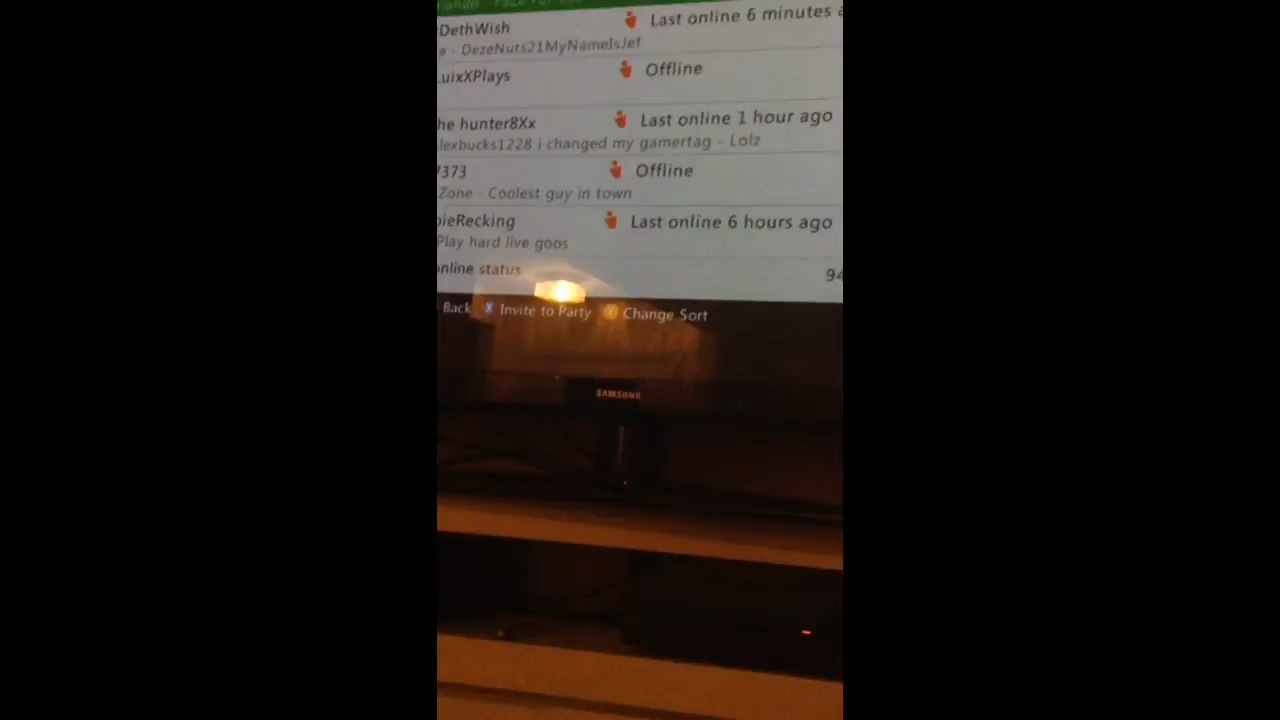 DethWish Last online 6 minutes
e - DezeNuts21MyNameIsJef
uixXPlays Offline
he hunter8Xx Last online 1 hour ago
lexbucks1228 i changed my gamertag - Lolz
373 Offline
Zone - Coolest guy in town
ieRecking Last online 6 hours ago
Play hard live goos
online status 94
Back X Invite to Party Y Change Sort
SAMSUNG